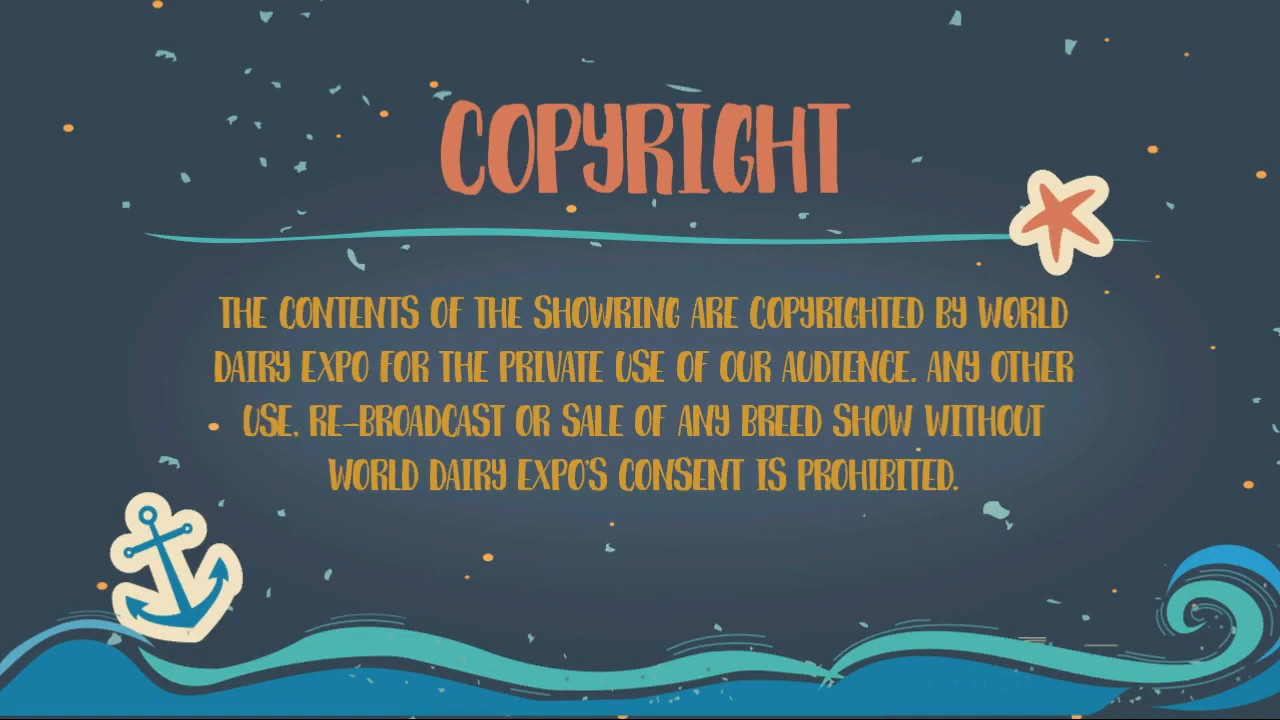 COPYRIGHT
THE CONTENTS OF THE SHOWRING ARE COPYRIGHTED BY WORLD
DAIRY EXPO FOR THE PRIVATE USE OF OUR AUDIENCE. ANY OTHER
USE, RE-BROADCAST OR SALE OF ANY BREED SHOW WITHOUT
WORLD DAIRY EXPO'S CONSENT IS PROHIBITED.